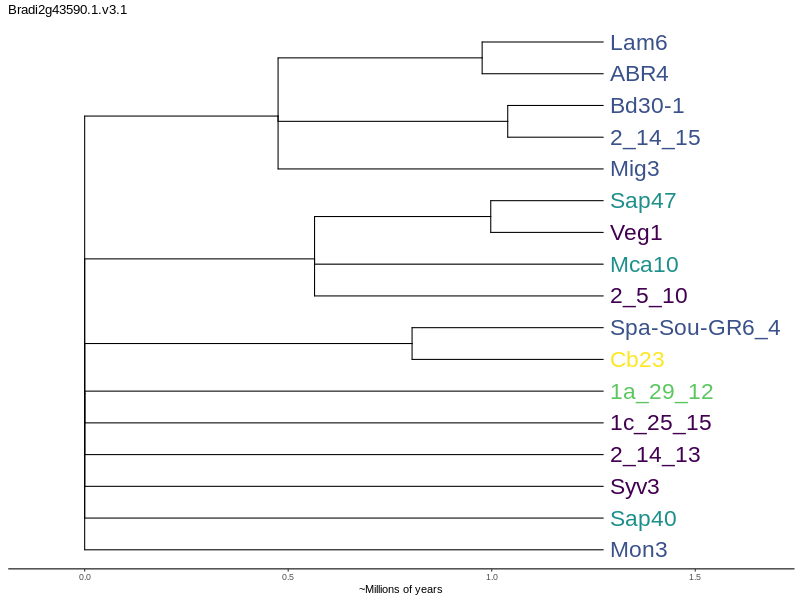 Bradi2g43590.1.v3.1
Lam6
ABR4
Bd30-1
2_14_15
Mig3
Sap47
Veg1
Mca10
2_5_10
Spa-Sou-GR6_4
Cb23
1a_29_12
1c_25_15
2_14_13
Syv3
Sap40
Mon3
0.0 0.5 1.0 1.5
~Millions of years